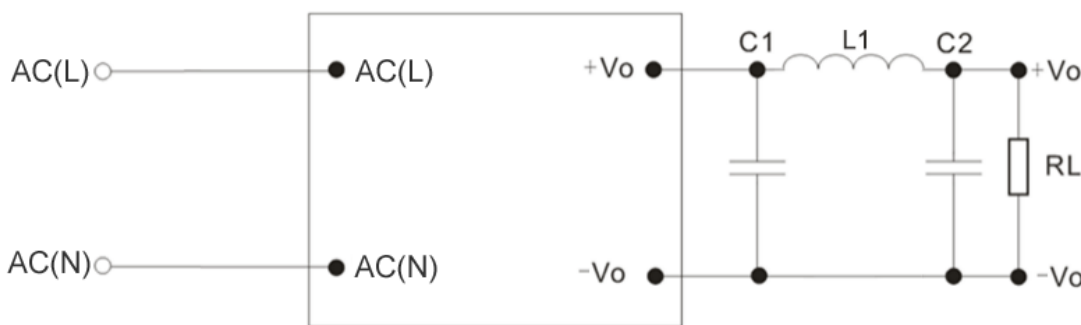 C1 L1 C2
AC(L) AC(L) +Vo +Vo
RL
AC(N) AC(N) -Vo -Vo